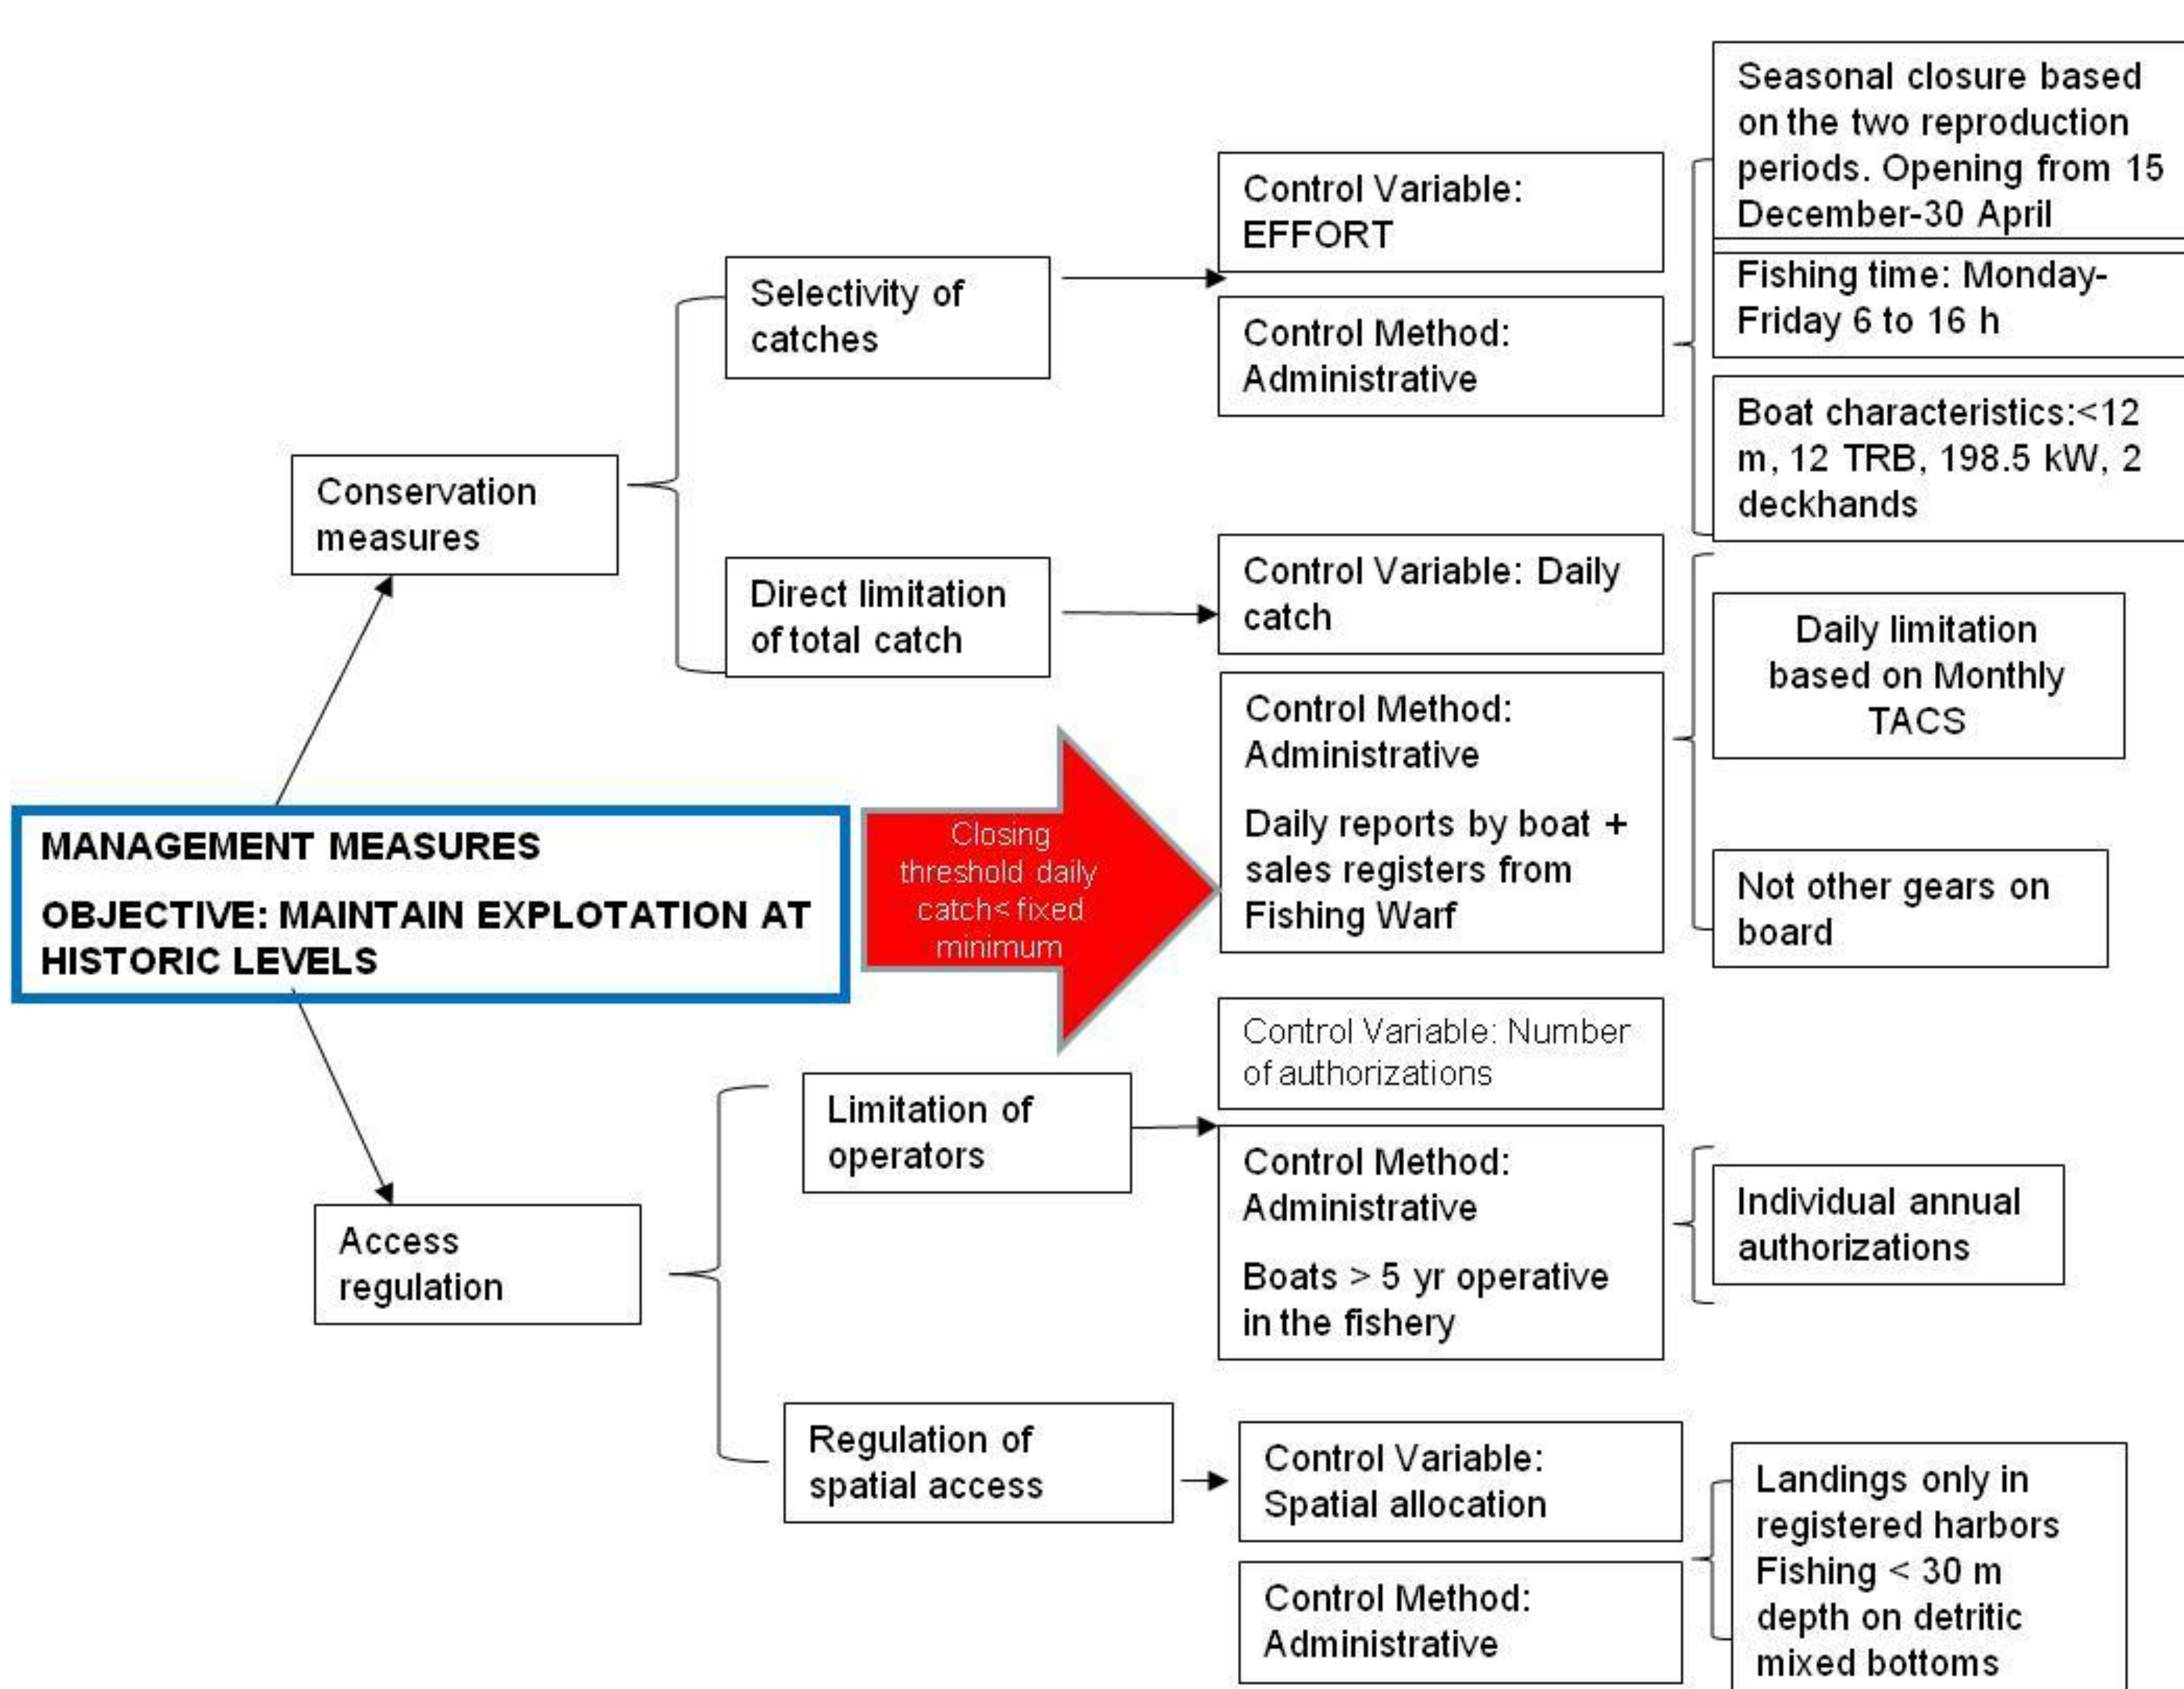 Seasonal closure based
on the two reproduction
periods. Opening from 15
December-30 April
Control Variable:
EFFORT
Fishing time: Monday-
Friday 6 to 16 h
Selectivity of
catches
Control Method:
Administrative
Boat characteristics:<12
m, 12 TRB, 198.5 kW, 2
deckhands
Conservation
measures
Direct limitation
of total catch
Control Variable: Daily
catch
Daily limitation
based on Monthly
TACS
Control Method:
Administrative
Daily reports by boat +
sales registers from
Fishing Warf
Not other gears on
board
MANAGEMENT MEASURES
OBJECTIVE: MAINTAIN EXPLOTATION AT
HISTORIC LEVELS
Closing
threshold daily
catch< fixed
minimum
Control Variable: Number
of authorizations
Limitation of
operators
Control Method:
Administrative
Boats > 5 yr operative
in the fishery
Individual annual
authorizations
Access
regulation
Regulation of
spatial access
Control Variable:
Spatial allocation
Control Method:
Administrative
Landings only in
registered harbors
Fishing < 30 m
depth on detritic
mixed bottoms